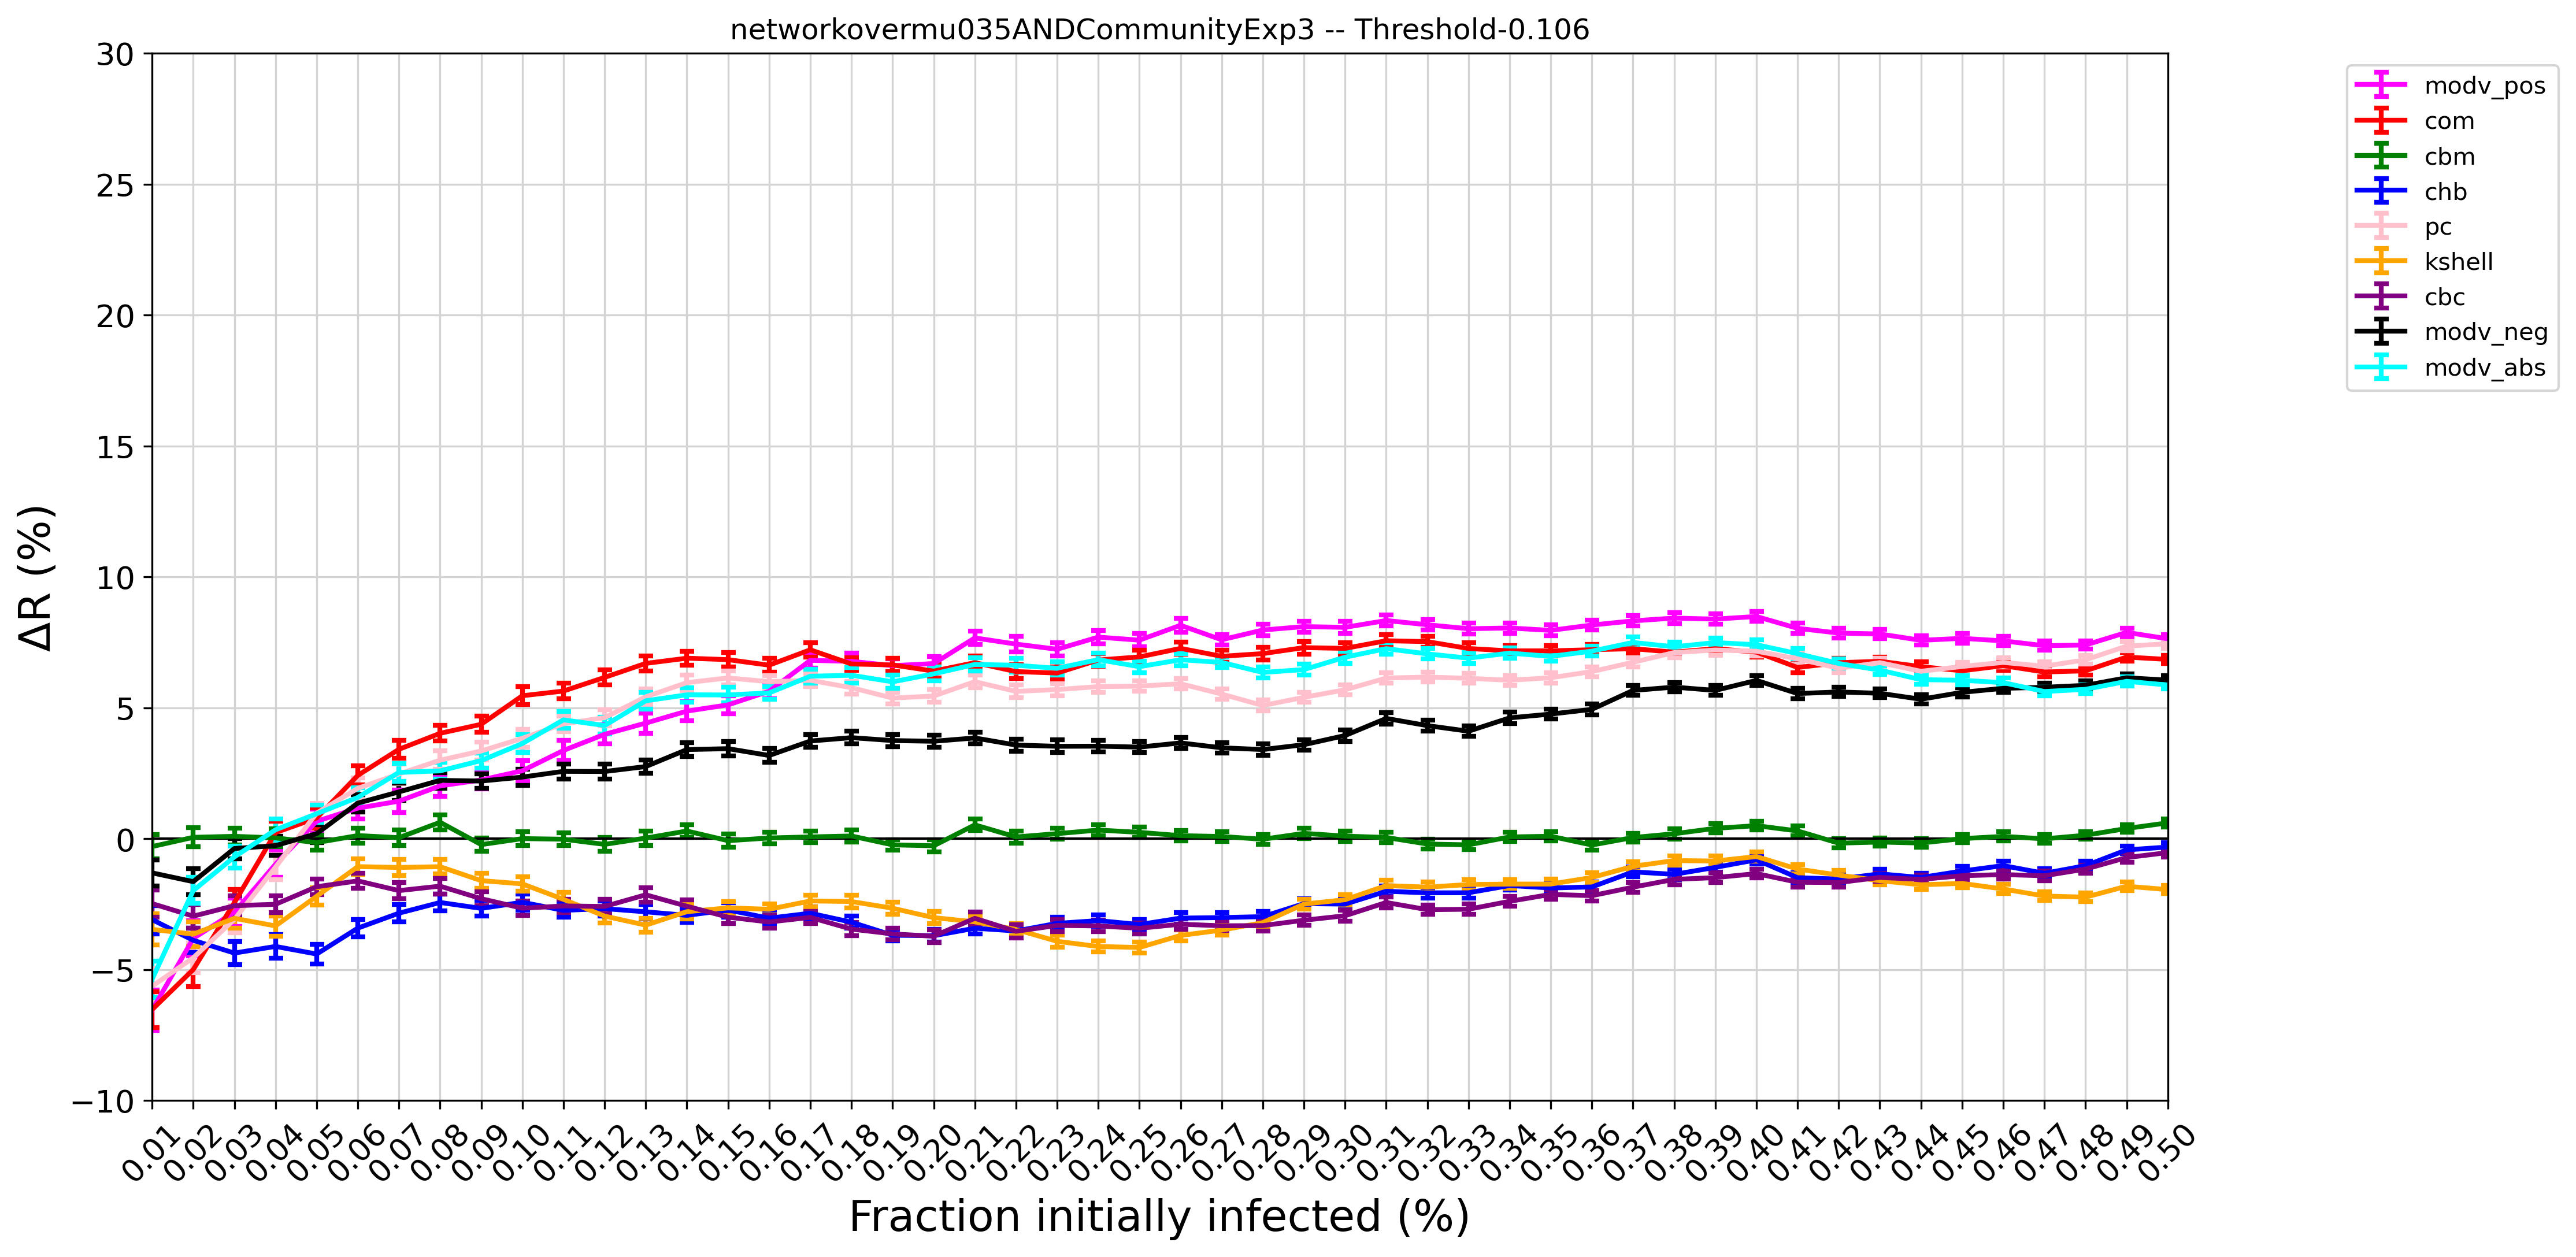 networkovermu035ANDCommunityExp3 -- Threshold-0.106
30
25
20
15
10
5
0
−5
−10
ΔR (%)
0.01 0.02 0.03 0.04 0.05 0.06 0.07 0.08 0.09 0.10 0.11 0.12 0.13 0.14 0.15 0.16 0.17 0.18 0.19 0.20 0.21 0.22 0.23 0.24 0.25 0.26 0.27 0.28 0.29 0.30 0.31 0.32 0.33 0.34 0.35 0.36 0.37 0.38 0.39 0.40 0.41 0.42 0.43 0.44 0.45 0.46 0.47 0.48 0.49 0.50
Fraction initially infected (%)
modv_pos
com
cbm
chb
pc
kshell
cbc
modv_neg
modv_abs